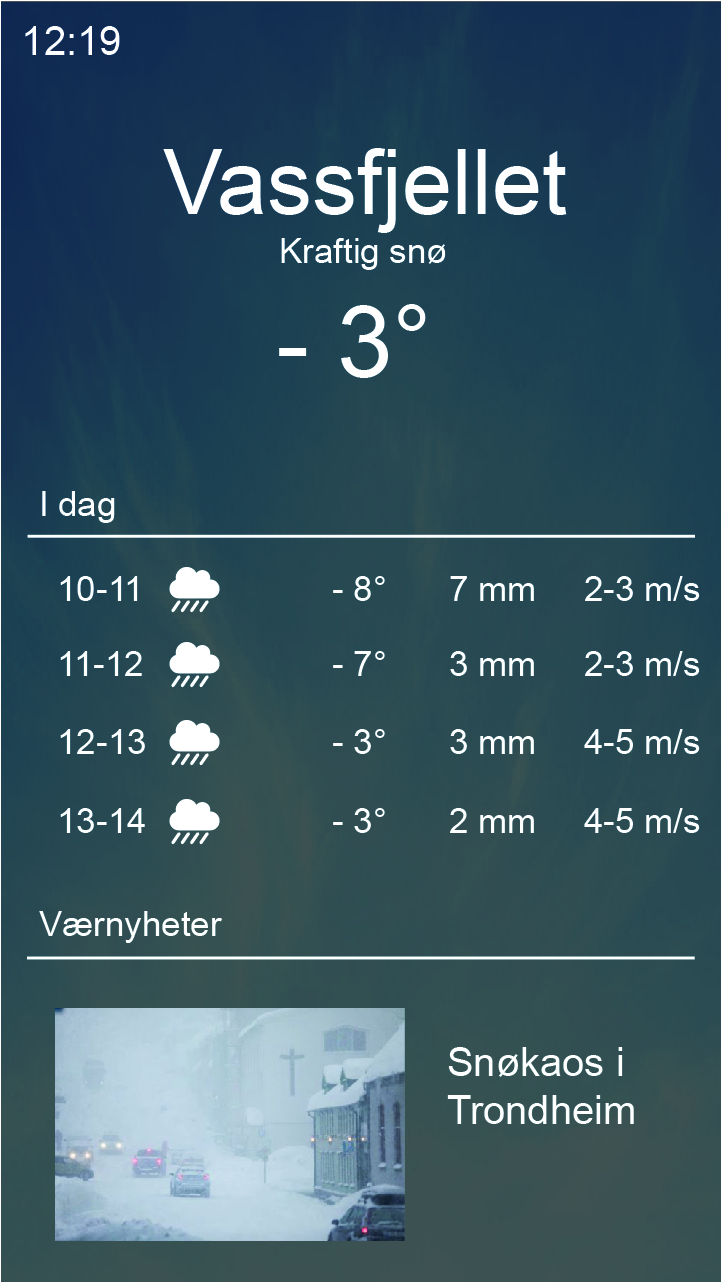 12:19
Vassfjellet
Kraftig snø
- 3°
I dag
10-11 - 8° 7 mm 2-3 m/s
11-12 - 7° 3 mm 2-3 m/s
12-13 - 3° 3 mm 4-5 m/s
13-14 - 3° 2 mm 4-5 m/s
Værnyheter
Snøkaos i
Trondheim